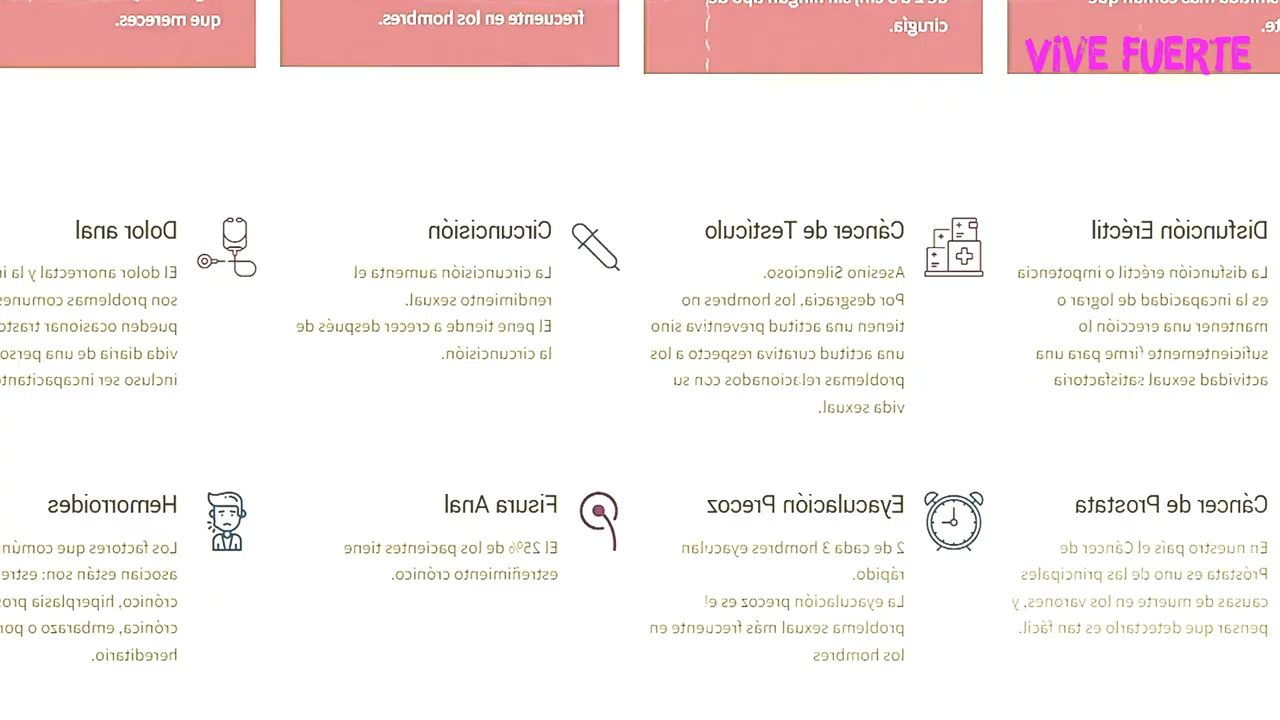 que mereces.
frecuente en los hombres.
cirugía.
VIVE FUERTE
Disfunción Eréctil
La disfunción eréctil o impotencia
es la incapacidad de lograr o
mantener una erección lo
suficientemente firme para una
actividad sexual satisfactoria
Cáncer de Testículo
Asesino Silencioso.
Por desgracia, los hombres no
tienen una actitud preventiva sino
una actitud curativa respecto a los
problemas relacionados con su
vida sexual.
Circuncisión
La circuncisión aumenta el
rendimiento sexual.
El pene tiende a crecer después de
la circuncisión.
Dolor anal
El dolor anorrectal y la
son problemas comunes
pueden ocasionar
vida diaria de una
incluso ser
Cáncer de Prostata
En nuestro país el Cáncer de
Próstata es uno de las principales
causas de muerte en los varones, y
pensar que detectarlo es tan fácil.
Eyaculación Precoz
2 de cada 3 hombres eyaculan
rápido.
La eyaculación precoz es el
problema sexual más frecuente en
los hombres
Fisura Anal
El 25% de los pacientes tiene
estreñimiento crónico.
Hemorroides
Los factores que
asocian están son:
crónico, hiperplasia
crónica, embarazo o por
hereditario.